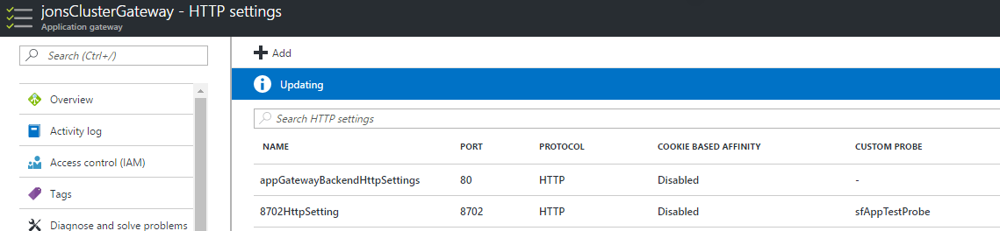 jonsClusterGateway - HTTP settings
Application gateway
Search (Ctrl+/)
Overview
Activity log
Access control (IAM)
Tags
Diagnose and solve problems
Add
Updating
Search HTTP settings
NAME PORT PROTOCOL COOKIE BASED AFFINITY CUSTOM PROBE
appGatewayBackendHttpSettings 80 HTTP Disabled -
8702HttpSetting 8702 HTTP Disabled sfAppTestProbe